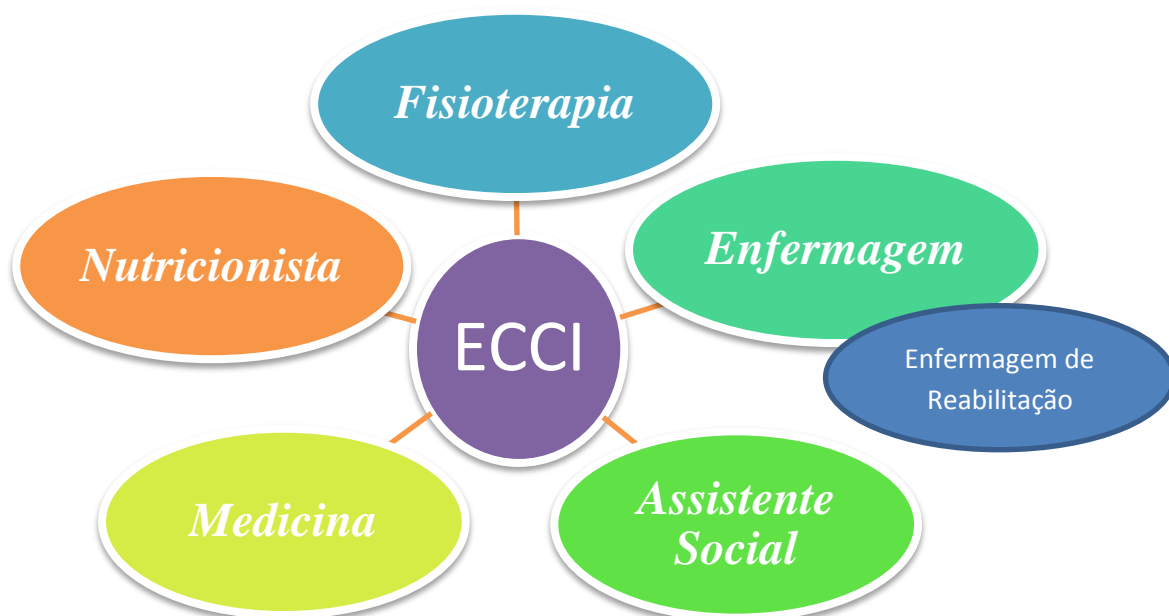 Fisioterapia
Nutricionista
Enfermagem
ECCI
Enfermagem de
Reabilitação
Medicina
Assistente
Social